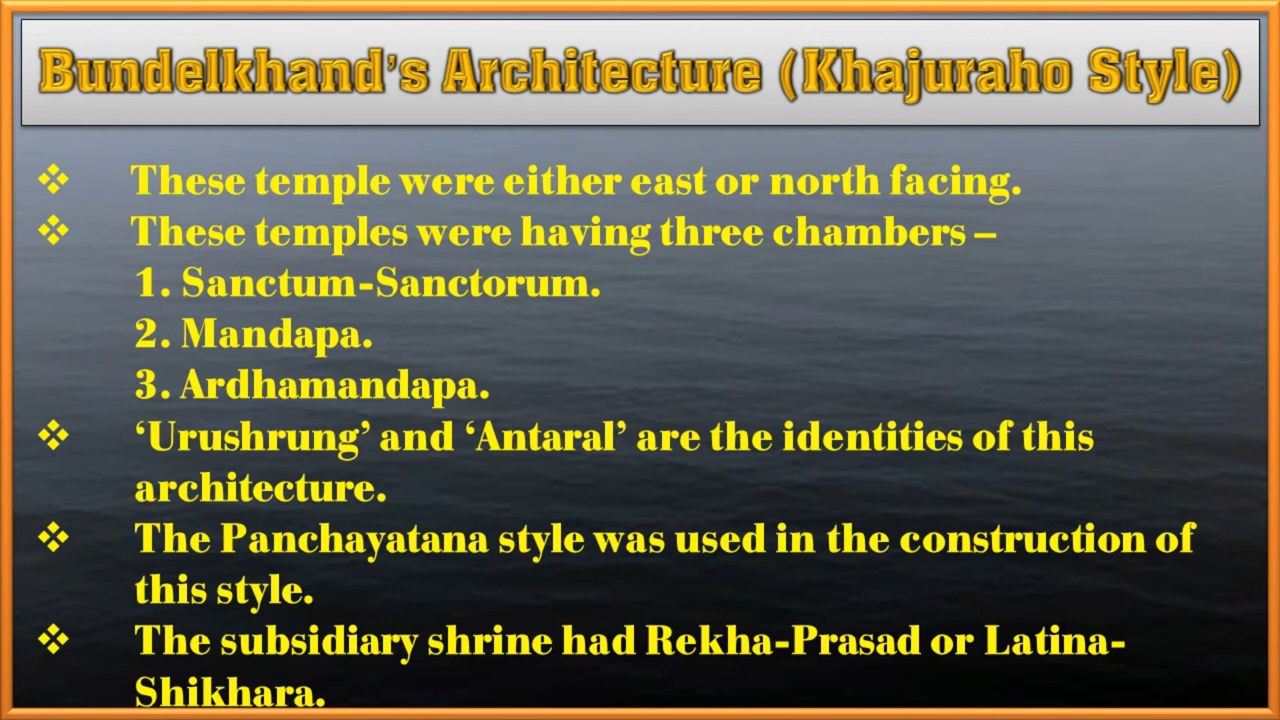 Bundelkhand's Architecture (Khajuraho Style)
❖ These temple were either east or north facing.
❖ These temples were having three chambers –
1. Sanctum-Sanctorum.
2. Mandapa.
3. Ardhamandapa.
❖ ‘Urushrung’ and ‘Antaral’ are the identities of this
architecture.
❖ The Panchayatana style was used in the construction of
this style.
❖ The subsidiary shrine had Rekha-Prasad or Latina-
Shikhara.